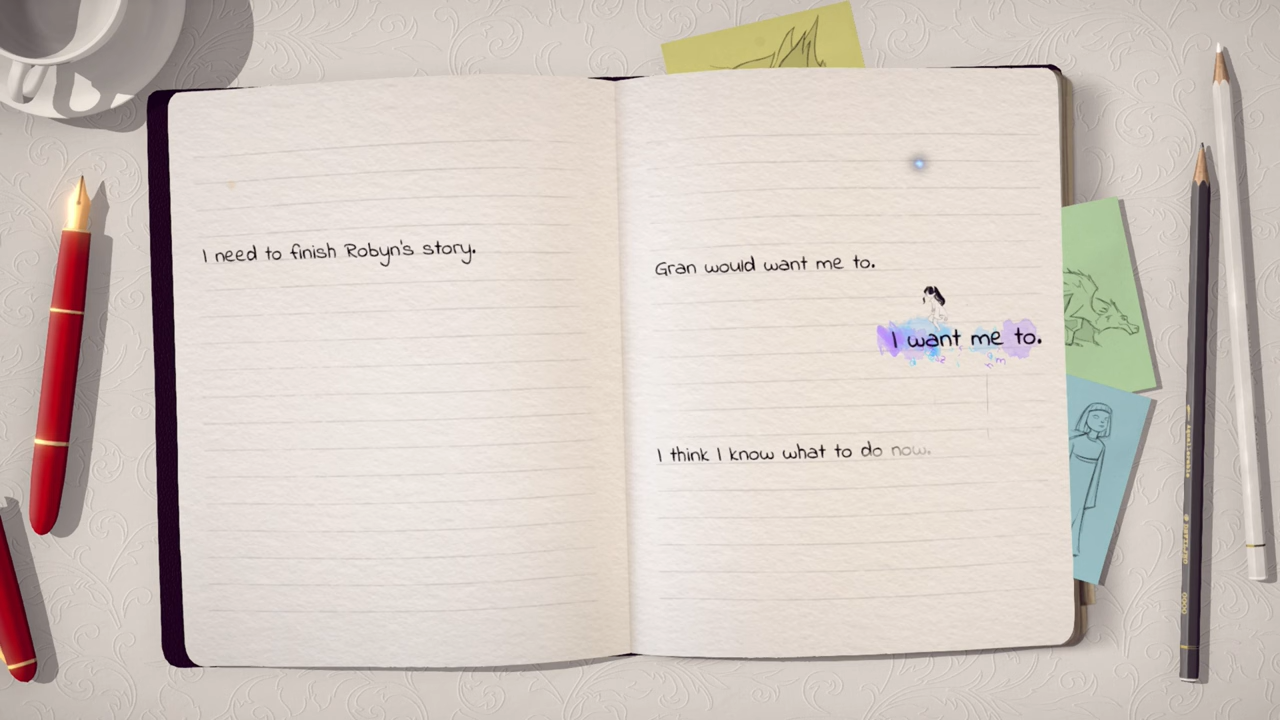 I need to finish Robyn's story.
Gran would want me to.
I want me to.
I think I know what to do now.